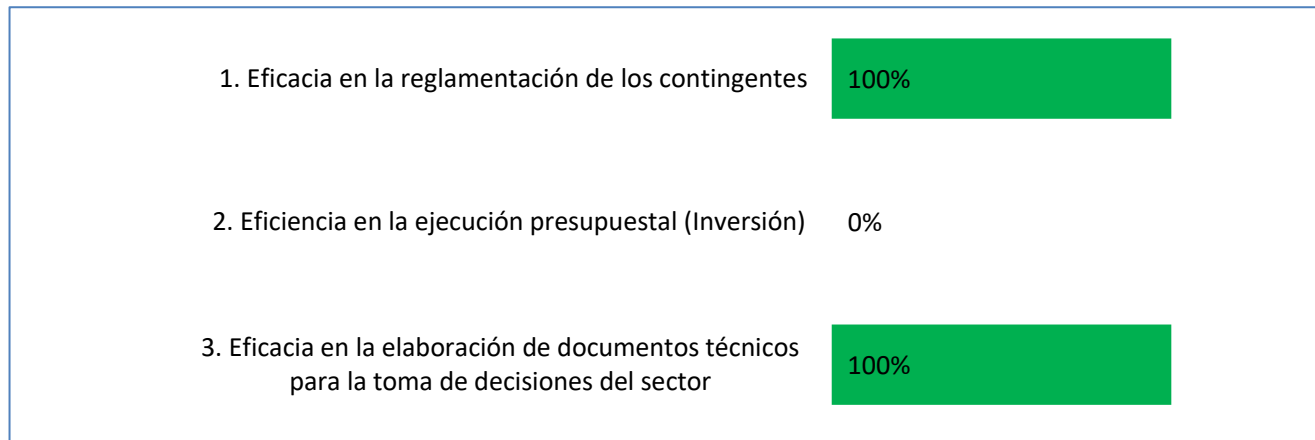 1. Eficacia en la reglamentación de los contingentes
100%
2. Eficiencia en la ejecución presupuestal (Inversión)
0%
3. Eficacia en la elaboración de documentos técnicos
para la toma de decisiones del sector
100%